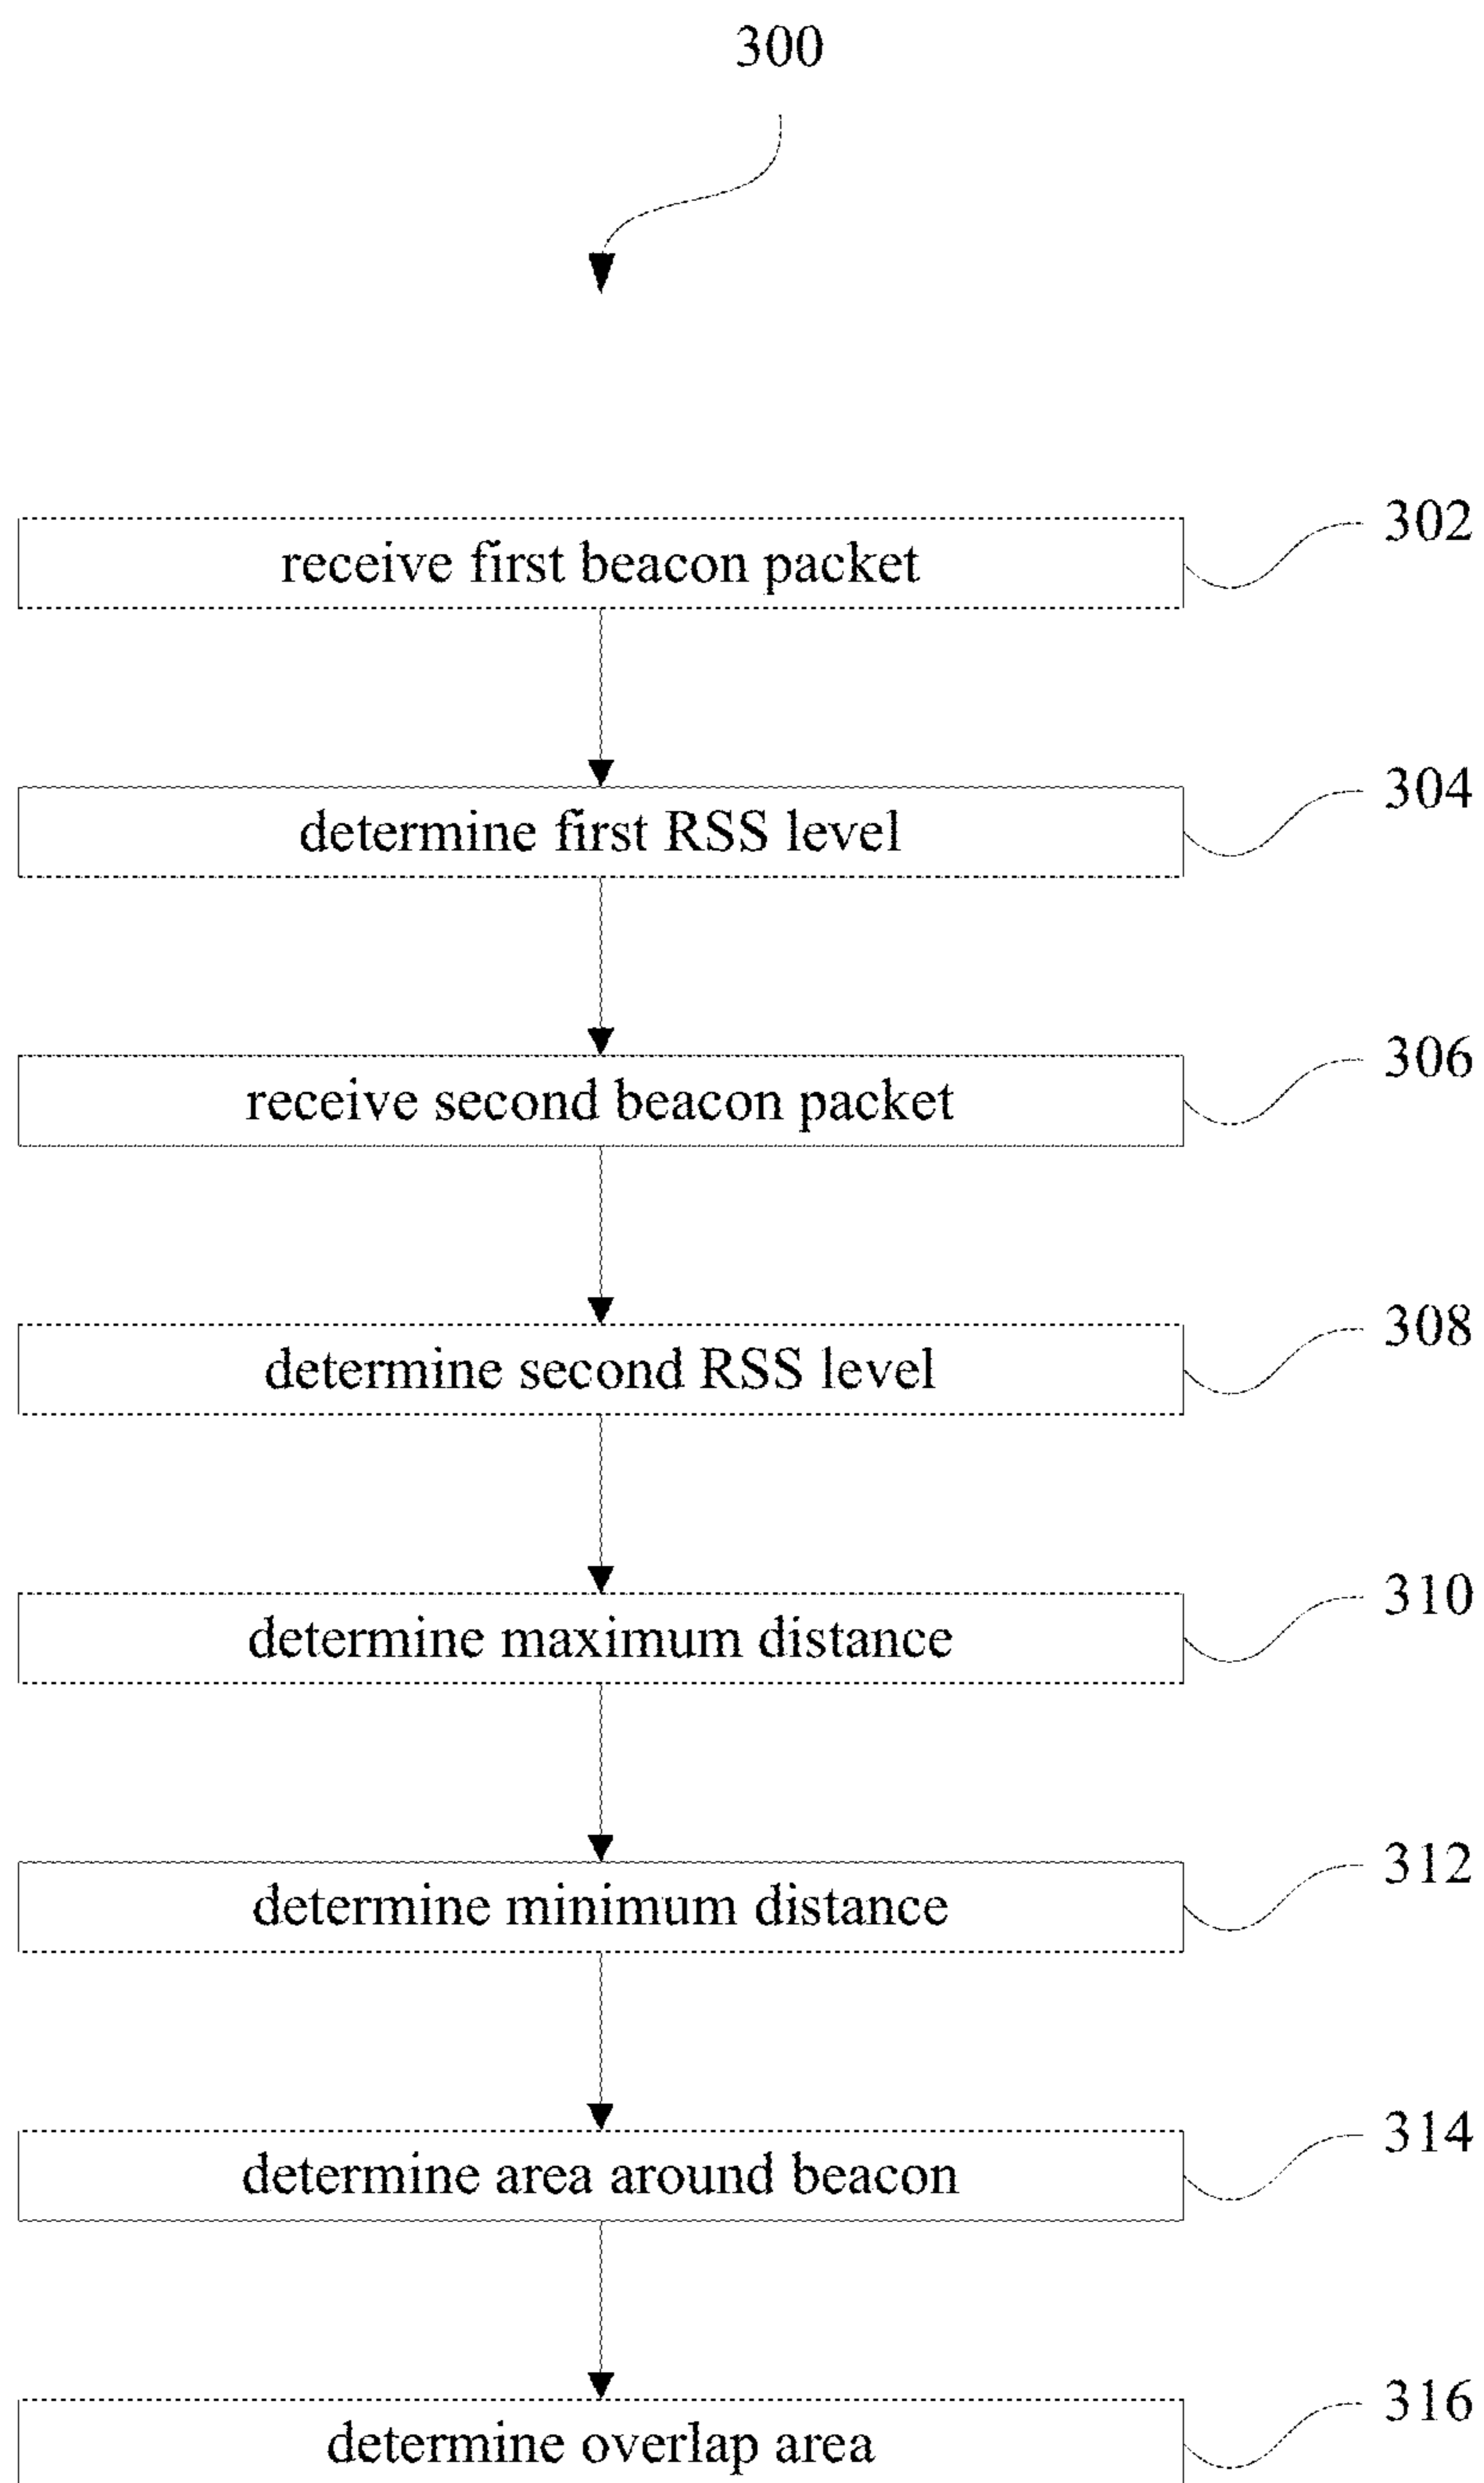 300
receive first beacon packet 302
determine first RSS level 304
receive second beacon packet 306
determine second RSS level 308
determine maximum distance 310
determine minimum distance 312
determine area around beacon 314
determine overlap area 316